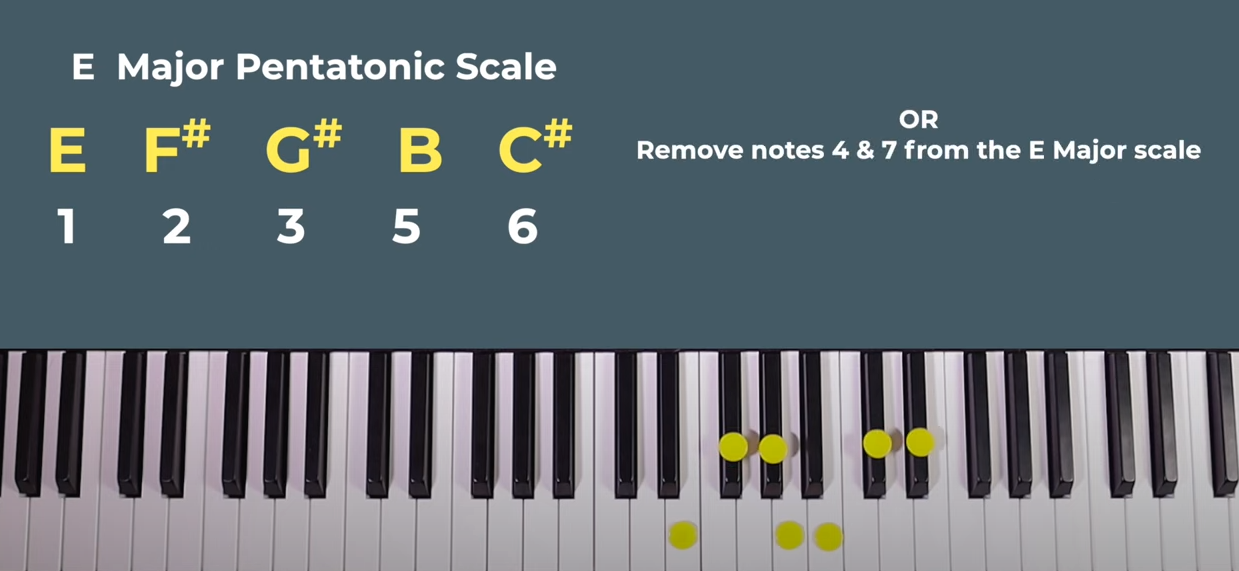 E Major Pentatonic Scale
E F# G# B C#
1 2 3 5 6
OR
Remove notes 4 & 7 from the E Major scale